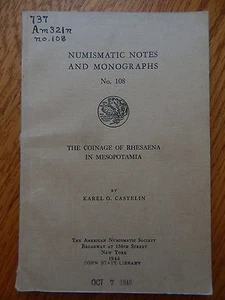 737
Am321n
no.108
NUMISMATIC NOTES
AND MONOGRAPHS
No. 108
THE COINAGE OF RHESAENA
IN MESOPOTAMIA
BY
KAREL O. CASTELIN
THE AMERICAN NUMISMATIC SOCIETY
BROADWAY AT 156TH STREET
NEW YORK
1946
IOWA STATE LIBRARY
OCT 7 1946